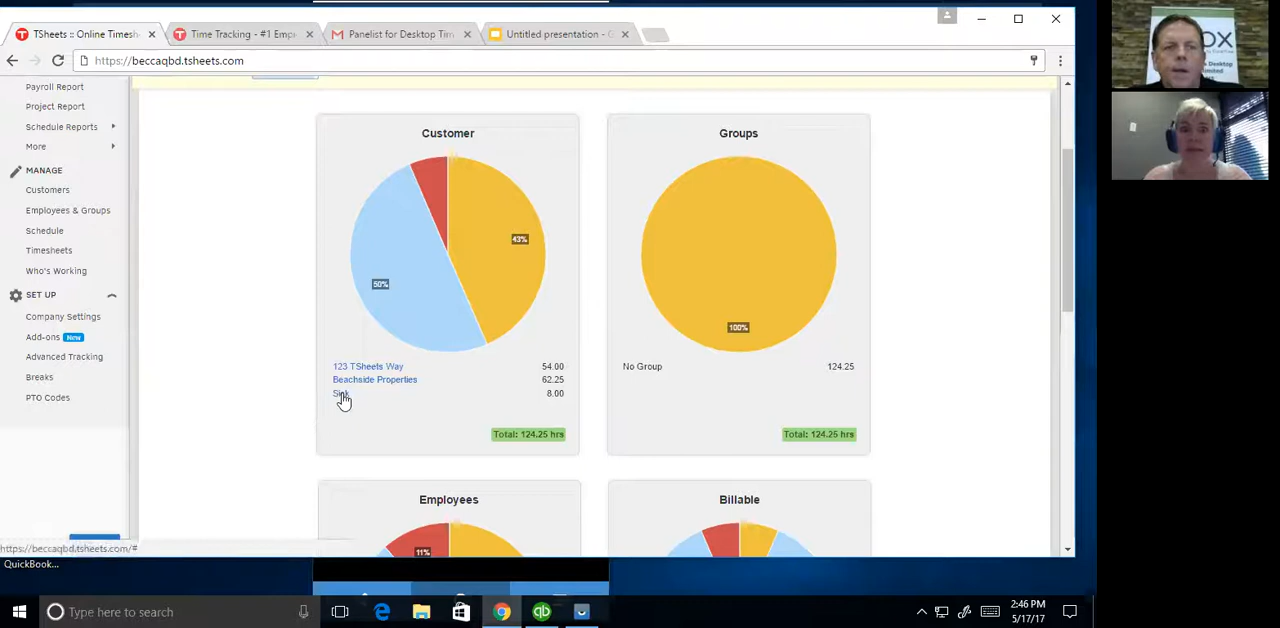 TSheets :: Online Timesh
Time Tracking - #1 Emp
Panelist for Desktop Tim
Untitled presentation - G
https://beccaqbd.tsheets.com
Payroll Report
Project Report
Schedule Reports
More
MANAGE
Customers
Employees & Groups
Schedule
Timesheets
Who's Working
SET UP
Company Settings
Add-ons New
Advanced Tracking
Breaks
PTO Codes
Customer
43%
50%
123 TSheets Way 54.00
Beachside Properties 62.25
Sick 8.00
Total: 124.25 hrs
Groups
100%
No Group 124.25
Total: 124.25 hrs
Employees
11%
Billable
https://beccaqbd.tsheets.com/#
QuickBook...
Type here to search
2:46 PM
5/17/17
OX
Desktop